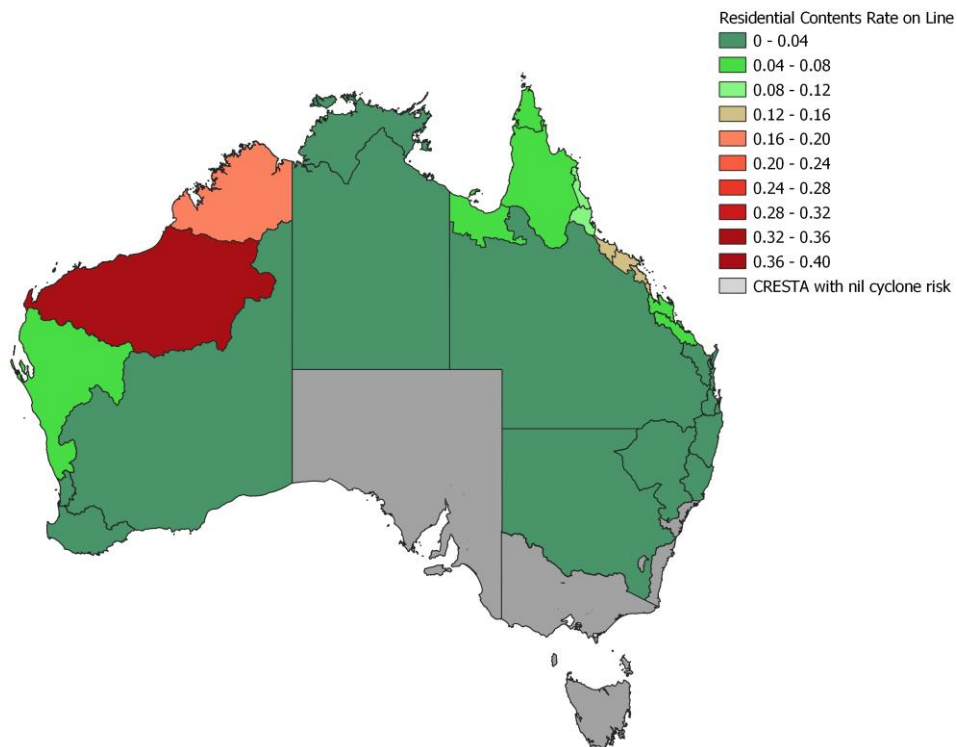 Residential Contents Rate on Line
0 - 0.04
0.04 - 0.08
0.08 - 0.12
0.12 - 0.16
0.16 - 0.20
0.20 - 0.24
0.24 - 0.28
0.28 - 0.32
0.32 - 0.36
0.36 - 0.40
CRESTA with nil cyclone risk